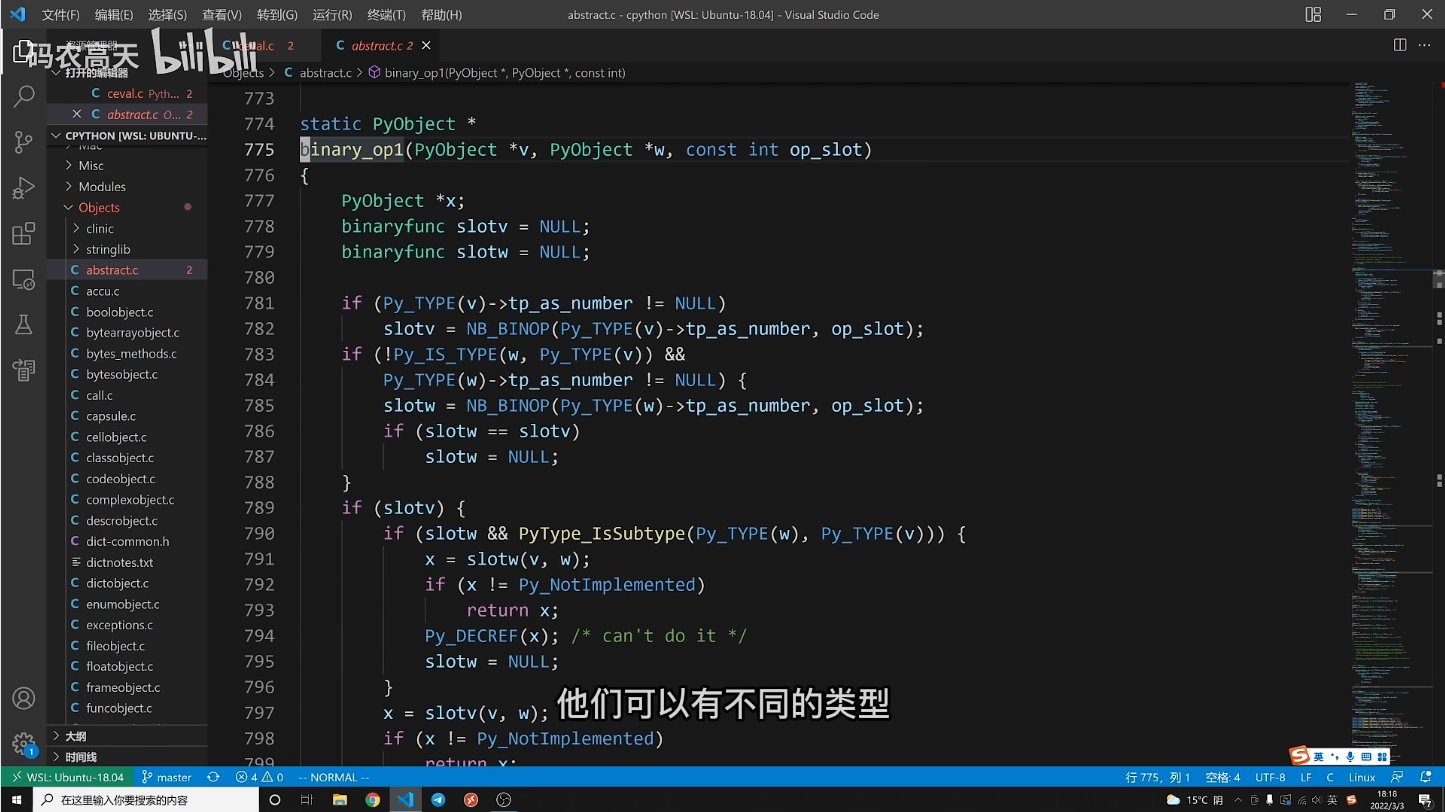 文件(F) 编辑(E) 选择(S) 查看(V) 转到(G) 运行(R) 终端(T) 帮助(H)
abstract.c - cpython [WSL: Ubuntu-18.04] - Visual Studio Code
码农高天 bilibili
C ceval.c 2
C abstract.c 2
打开的编辑器
Objects > C abstract.c > binary_op1(PyObject *, PyObject *, const int)
C ceval.c Pyth... 2
C abstract.c O... 2
CPYTHON [WSL: UBUNTU-...
Mac
Misc
Modules
Objects
clinic
stringlib
C abstract.c 2
C accu.c
C boolobject.c
C bytearrayobject.c
C bytes_methods.c
C bytesobject.c
C call.c
C capsule.c
C cellobject.c
C classobject.c
C codeobject.c
C complexobject.c
C descrobject.c
C dict-common.h
dictnotes.txt
C dictobject.c
C enumobject.c
C exceptions.c
C fileobject.c
C floatobject.c
C frameobject.c
C funcobject.c
大纲
时间线
773
774 static PyObject *
775 binary_op1(PyObject *v, PyObject *w, const int op_slot)
776 {
777 PyObject *x;
778 binaryfunc slotv = NULL;
779 binaryfunc slotw = NULL;
780
781 if (Py_TYPE(v)->tp_as_number != NULL)
782 slotv = NB_BINOP(Py_TYPE(v)->tp_as_number, op_slot);
783 if (!Py_IS_TYPE(w, Py_TYPE(v)) &&
784 Py_TYPE(w)->tp_as_number != NULL) {
785 slotw = NB_BINOP(Py_TYPE(w)->tp_as_number, op_slot);
786 if (slotw == slotv)
787 slotw = NULL;
788 }
789 if (slotv) {
790 if (slotw && PyType_IsSubtype(Py_TYPE(w), Py_TYPE(v))) {
791 x = slotw(v, w);
792 if (x != Py_NotImplemented)
793 return x;
794 Py_DECREF(x); /* can't do it */
795 slotw = NULL;
796 }
797 x = slotv(v, w);
798 if (x != Py_NotImplemented)
799 return x;
他们可以有不同的类型
英
1
WSL: Ubuntu-18.04 master 4 0 -- NORMAL --
行 775，列 1 空格: 4 UTF-8 LF C Linux
在这里输入你要搜索的内容
15°C 阴 英
18:18
2022/3/3